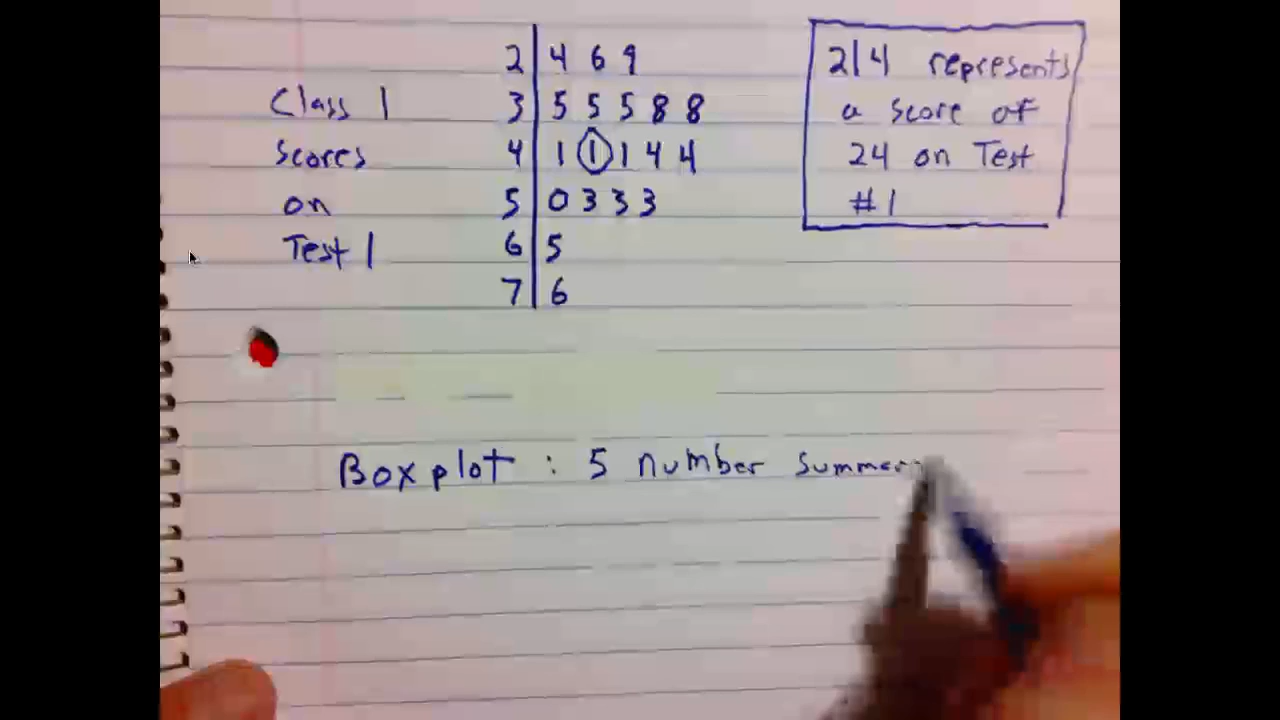 2 | 4 6 9
Class 1 3 | 5 5 5 8 8
Scores 4 | 1 1 1 4 4
on 5 | 0 3 3 3
Test 1 6 | 5
7 | 6
2|4 represents
a score of
24 on Test
#1
Boxplot : 5 number